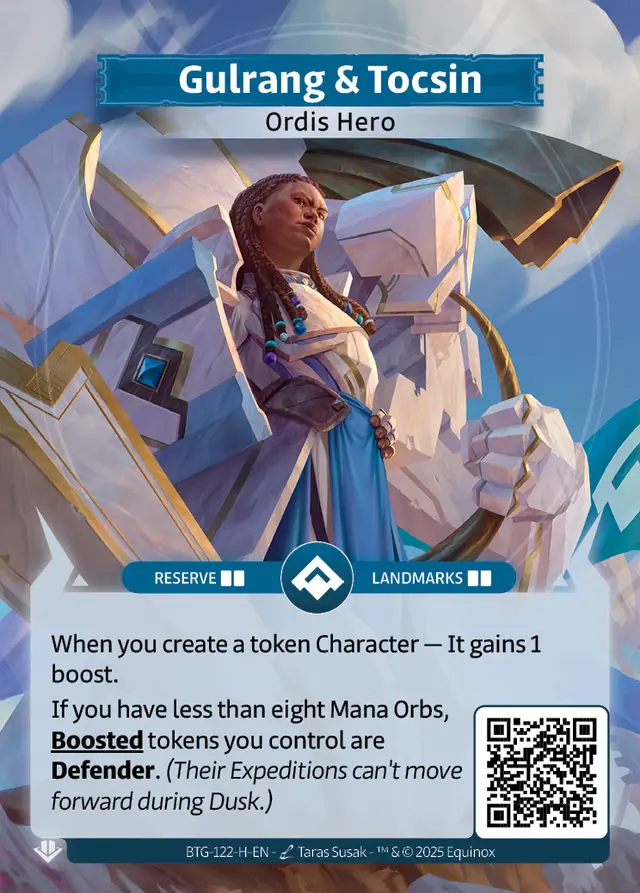 Gulrang & Tocsin
Ordis Hero
RESERVE
LANDMARKS
When you create a token Character — It gains 1
boost.
If you have less than eight Mana Orbs,
Boosted tokens you control are
Defender. (Their Expeditions can't move
forward during Dusk.)
BTG-122-H-EN - Taras Susak - ™ & © 2025 Equinox